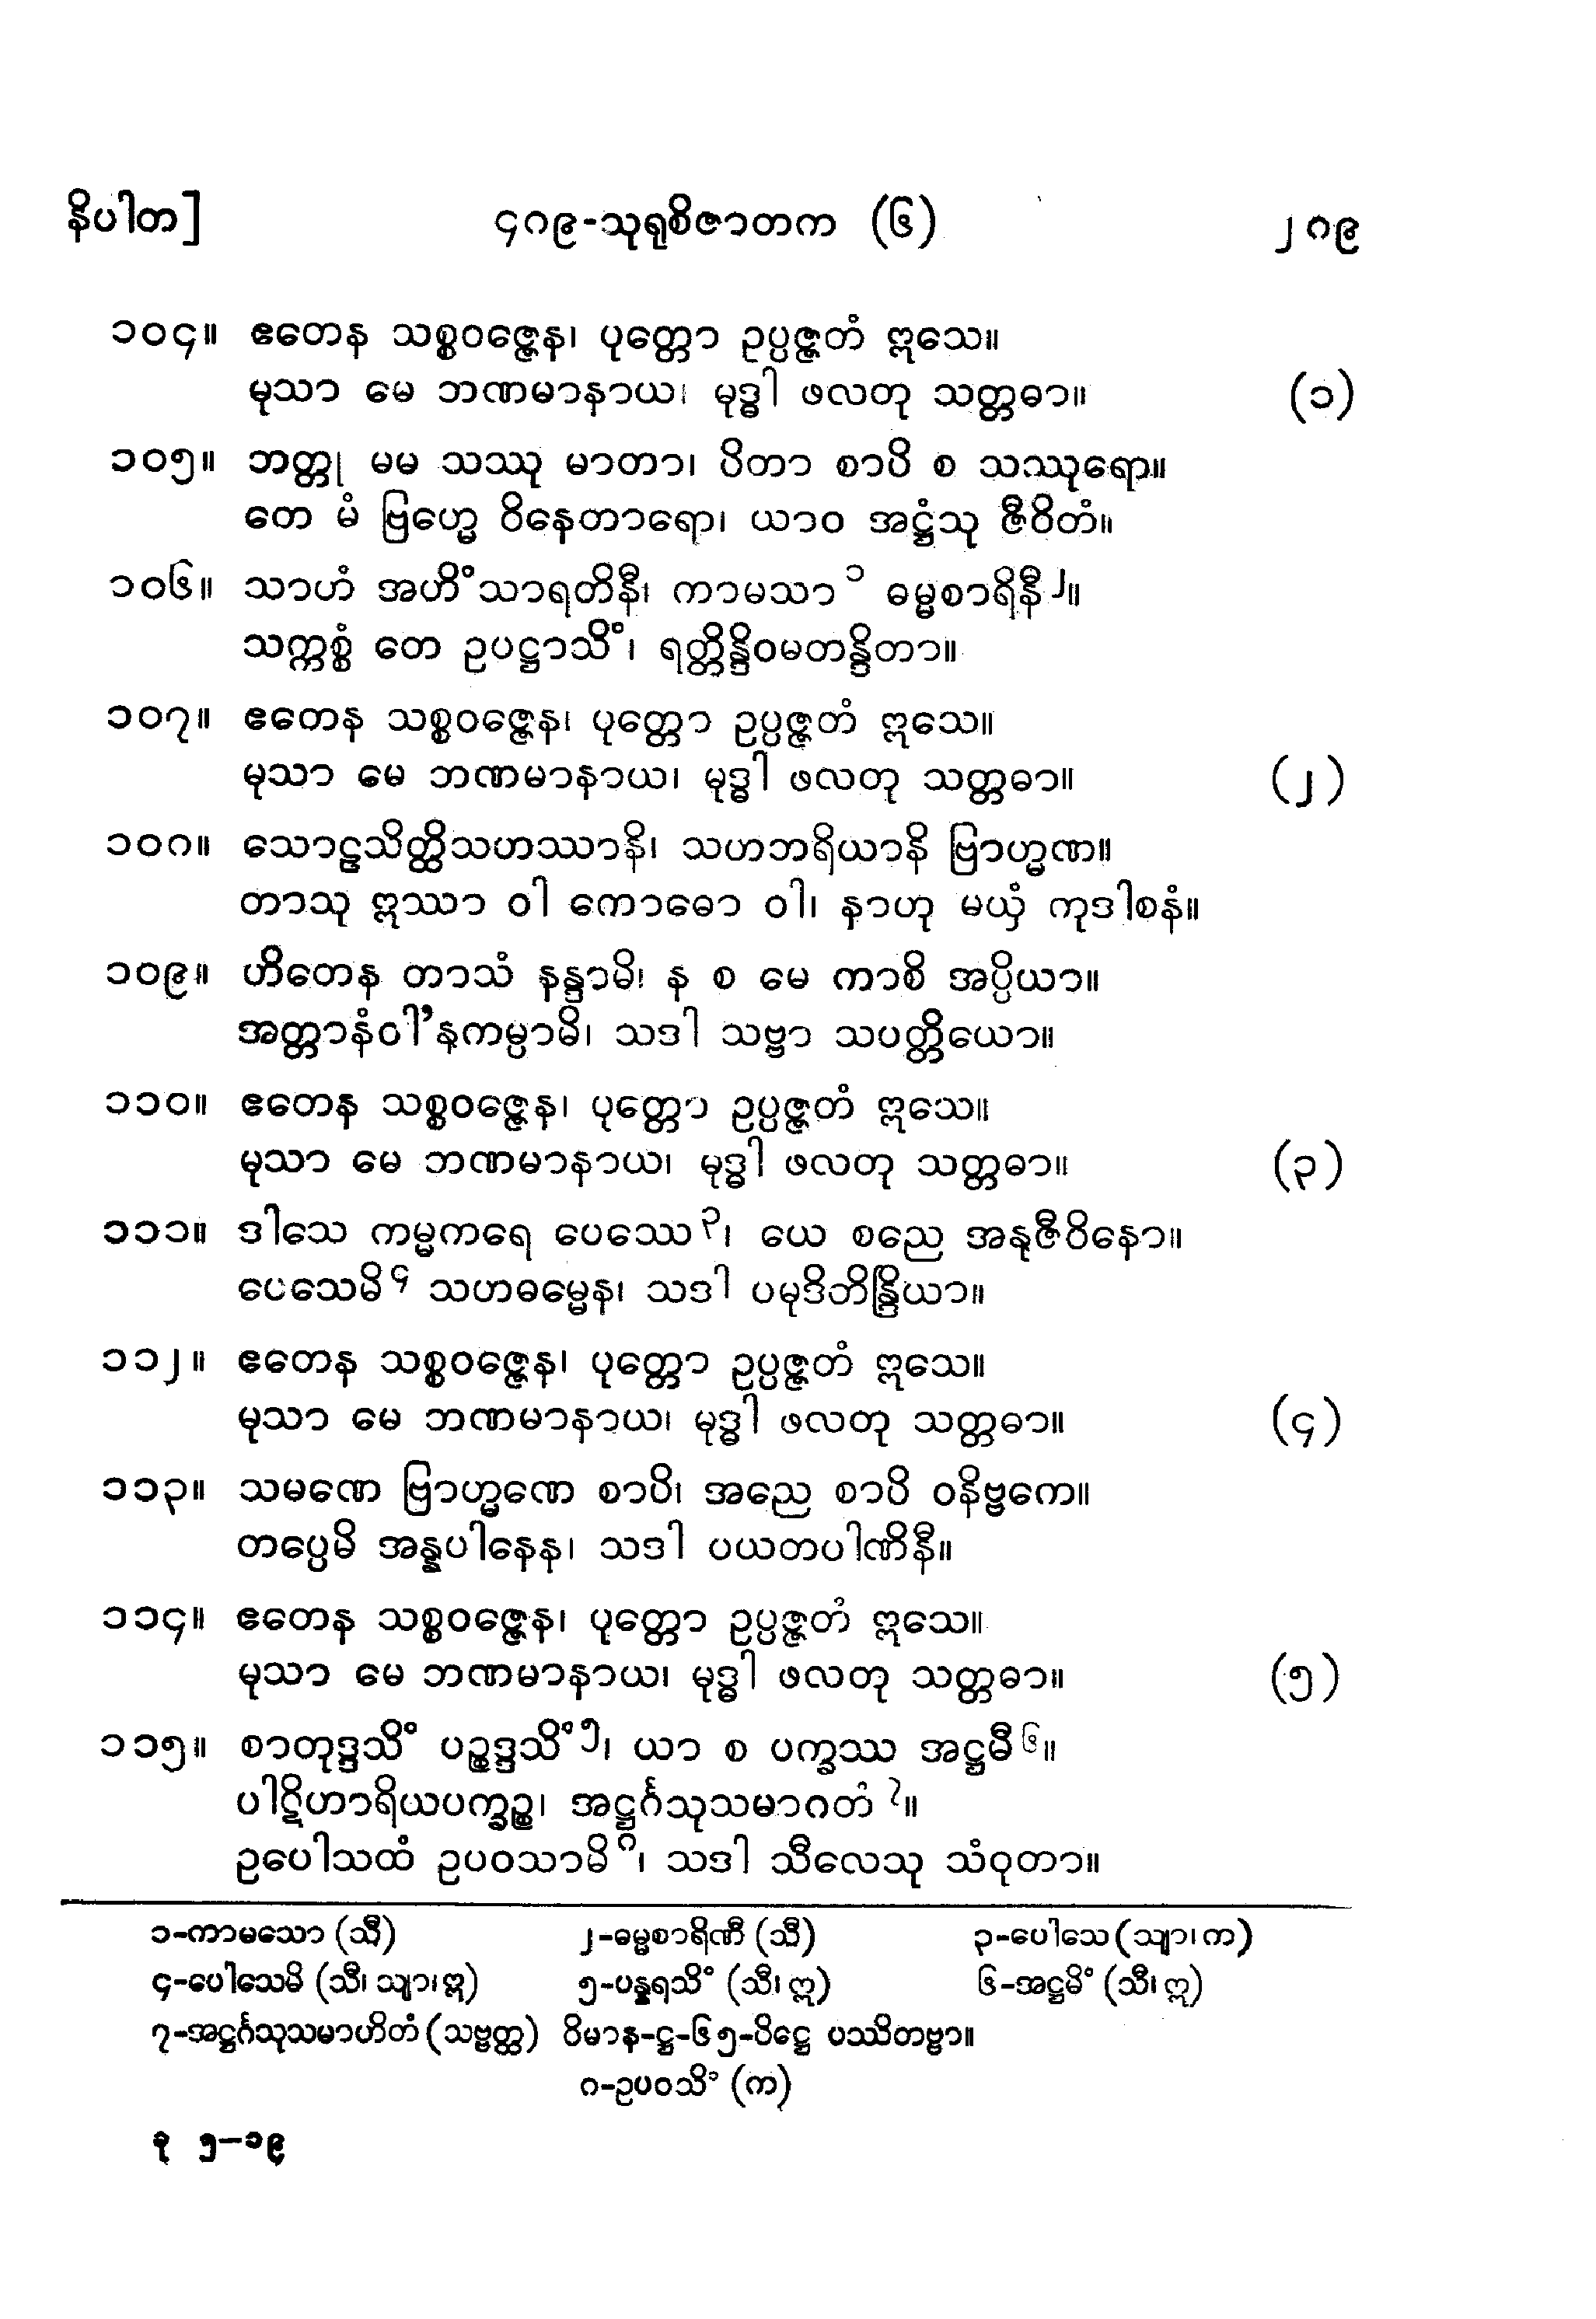 နိပါတ] ၄၈၉-သုရုစိဇာတက (၆) ၂၈၉
၁၀၄။ ဧတေန သစ္စဝဇ္ဇေန၊ ပုတ္တော ဥပ္ပဇ္ဇတံ ဣသေ။
မုသာ မေ ဘဏမာနာယ၊ မုဒ္ဓါ ဖလတု သတ္တဓာ။ (၁)
၁၀၅။ ဘတ္တု မမ သဿု မာတာ၊ ပိတာ စာပိ စ သဿုရော။
တေ မံ ဗြဟ္မေ ဝိနေတာရော၊ ယာဝ အဋ္ဌံသု ဇီဝိတံ။
၁၀၆။ သာဟံ အဟိံသာရတိနီ၊ ကာမသာ ၁ ဓမ္မစာရိနီ ၂။
သက္ကစ္စံ တေ ဥပဋ္ဌာသိံ၊ ရတ္တိန္ဒိဝမတန္ဒိတာ။
၁၀၇။ ဧတေန သစ္စဝဇ္ဇေန၊ ပုတ္တော ဥပ္ပဇ္ဇတံ ဣသေ။
မုသာ မေ ဘဏမာနာယ၊ မုဒ္ဓါ ဖလတု သတ္တဓာ။ (၂)
၁၀၈။ သောဠသိတ္ထိသဟဿာနိ၊ သဟဘရိယာနိ ဗြာဟ္မဏ။
တာသု ဣဿာ ဝါ ကောဓော ဝါ၊ နာဟု မယှံ ကုဒါစနံ။
၁၀၉။ ဟိတေန တာသံ နန္ဒာမိ၊ န စ မေ ကာစိ အပ္ပိယာ။
အတ္တာနံဝါ’နုကမ္ပာမိ၊ သဒါ သဗ္ဗာ သပတ္တိယော။
၁၁၀။ ဧတေန သစ္စဝဇ္ဇေန၊ ပုတ္တော ဥပ္ပဇ္ဇတံ ဣသေ။
မုသာ မေ ဘဏမာနာယ၊ မုဒ္ဓါ ဖလတု သတ္တဓာ။ (၃)
၁၁၁။ ဒါသေ ကမ္မကရေ ပေဿေ ၃၊ ယေ စညေ အနုဇီဝိနော။
ပေသေမိ ၄ သဟဓမ္မေန၊ သဒါ ပမုဒိတိန္ဒြိယာ။
၁၁၂။ ဧတေန သစ္စဝဇ္ဇေန၊ ပုတ္တော ဥပ္ပဇ္ဇတံ ဣသေ။
မုသာ မေ ဘဏမာနာယ၊ မုဒ္ဓါ ဖလတု သတ္တဓာ။ (၄)
၁၁၃။ သမဏေ ဗြာဟ္မဏေ စာပိ၊ အညေ စာပိ ဝနိဗ္ဗကေ။
တပ္ပေမိ အန္နပါနေန၊ သဒါ ပယတပါဏိနီ။
၁၁၄။ ဧတေန သစ္စဝဇ္ဇေန၊ ပုတ္တော ဥပ္ပဇ္ဇတံ ဣသေ။
မုသာ မေ ဘဏမာနာယ၊ မုဒ္ဓါ ဖလတု သတ္တဓာ။ (၅)
၁၁၅။ စာတုဒ္ဒသိံ ပဉ္စဒ္ဒသိံ ၅၊ ယာ စ ပက္ခဿ အဋ္ဌမီ ၆။
ပါဋိဟာရိယပက္ခဉ္စ၊ အဋ္ဌင်္ဂသုသမာဂတံ ၇။
ဥပေါသထံ ဥပဝသာမိ ၈၊ သဒါ သီလေသု သံဝုတာ။
၁-ကာမသော (သီ) ၂-ဓမ္မစာရိဏီ (သီ) ၃-ပေါသေ (သျာ၊ က)
၄-ပေါသေမိ (သီ၊ သျာ၊ ဣ) ၅-ပန္နရသိံ (သီ၊ ဣ) ၆-အဋ္ဌမိံ (သီ၊ ဣ)
၇-အဋ္ဌင်္ဂသုသမာဟိတံ (သဗ္ဗတ္ထ) ဝိမာန-ဋ္ဌ-၆၅-ပိဋ္ဌေ ပဿိတဗ္ဗာ။
၈-ဥပဝသိံ (က)
ခု ၅–၁၉